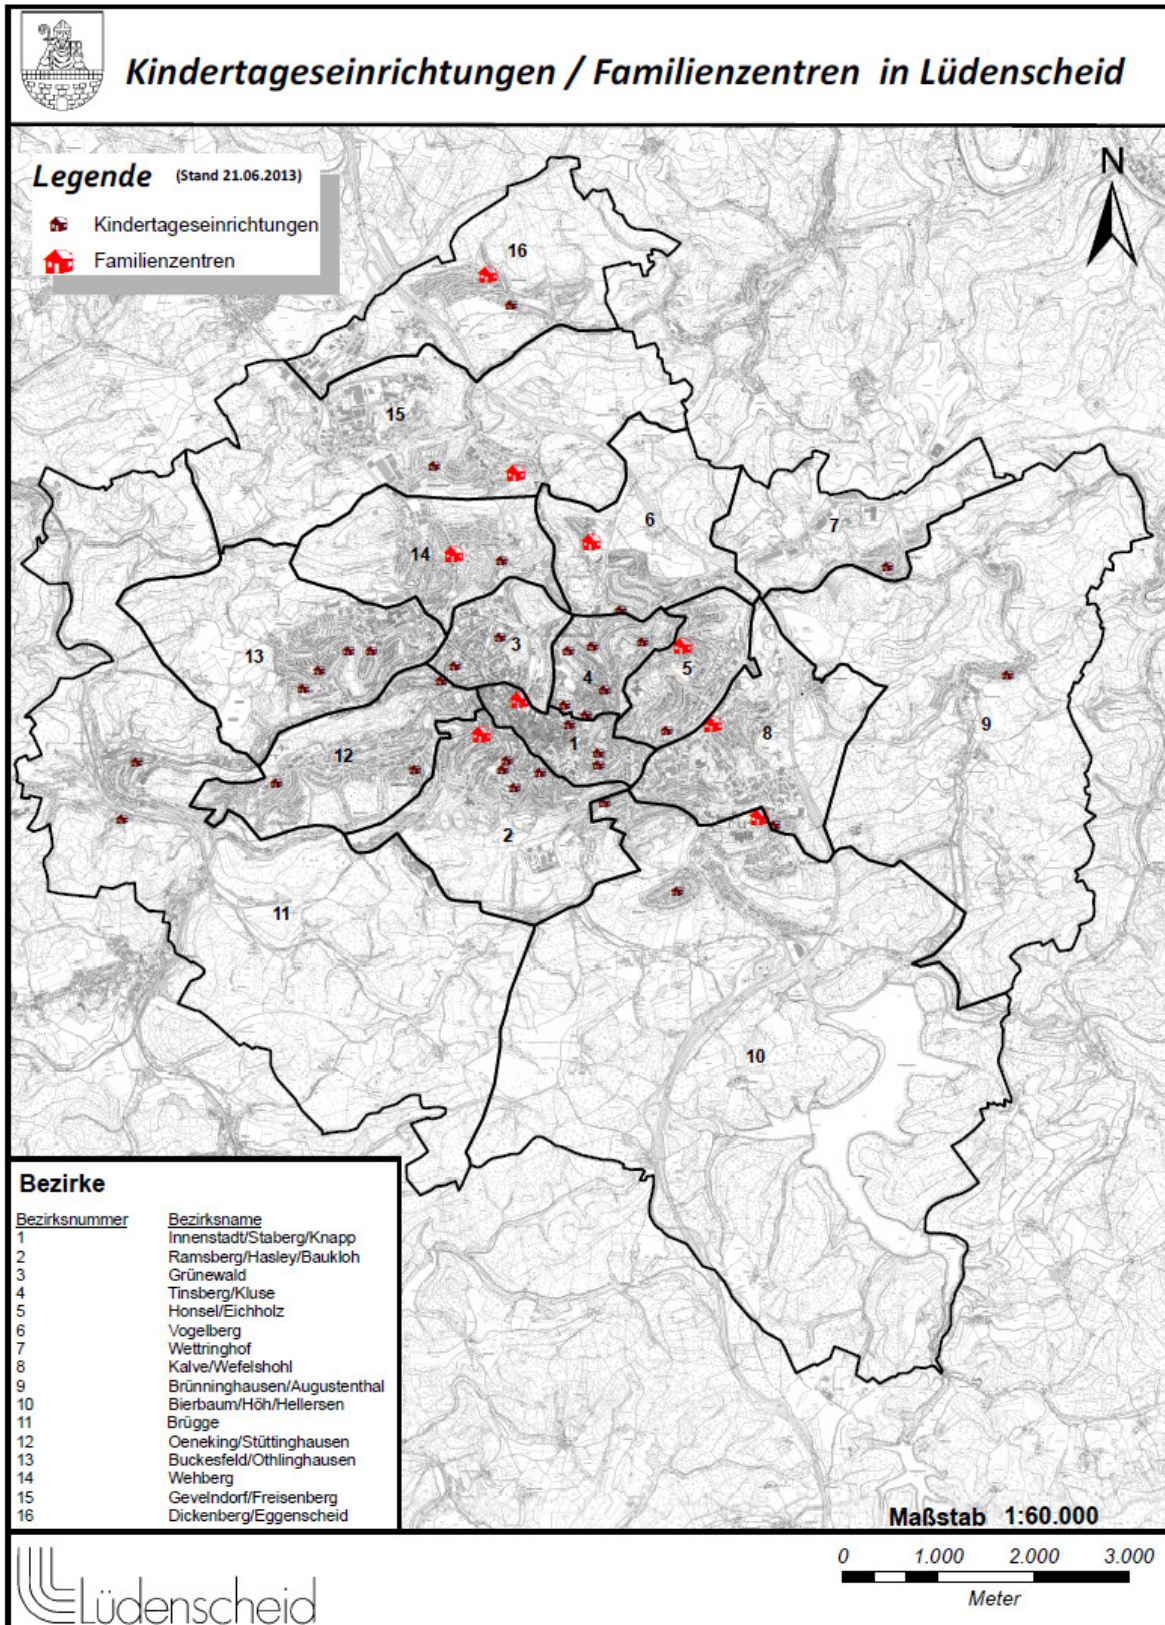 Kindertageseinrichtungen / Familienzentren in Lüdenscheid
Legende (Stand 21.06.2013)
Kindertageseinrichtungen
Familienzentren
N
16
15
6
7
14
13
3
4
5
9
8
1
12
2
11
10
Bezirke
Bezirksnummer Bezirksname
1 Innenstadt/Staberg/Knapp
2 Ramsberg/Hasley/Baukloh
3 Grünewald
4 Tinsberg/Kluse
5 Honsel/Eichholz
6 Vogelberg
7 Wettringhof
8 Kalve/Wefelshohl
9 Brünninghausen/Augustenthal
10 Bierbaum/Höh/Hellersen
11 Brügge
12 Oeneking/Stüttinghausen
13 Buckesfeld/Othlinghausen
14 Wehberg
15 Gevelndorf/Freisenberg
16 Dickenberg/Eggenscheid
Maßstab 1:60.000
0 1.000 2.000 3.000
Meter
Lüdenscheid